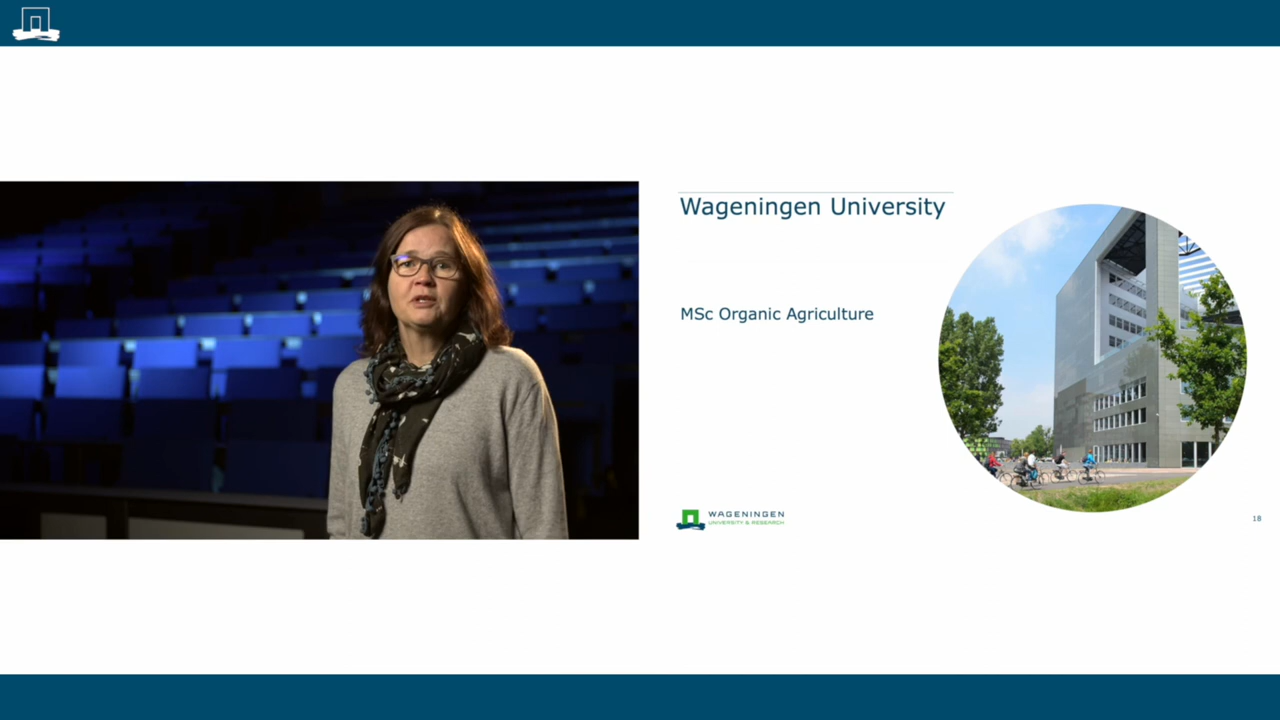 Wageningen University
MSc Organic Agriculture
WAGENINGEN
UNIVERSITY & RESEARCH
18